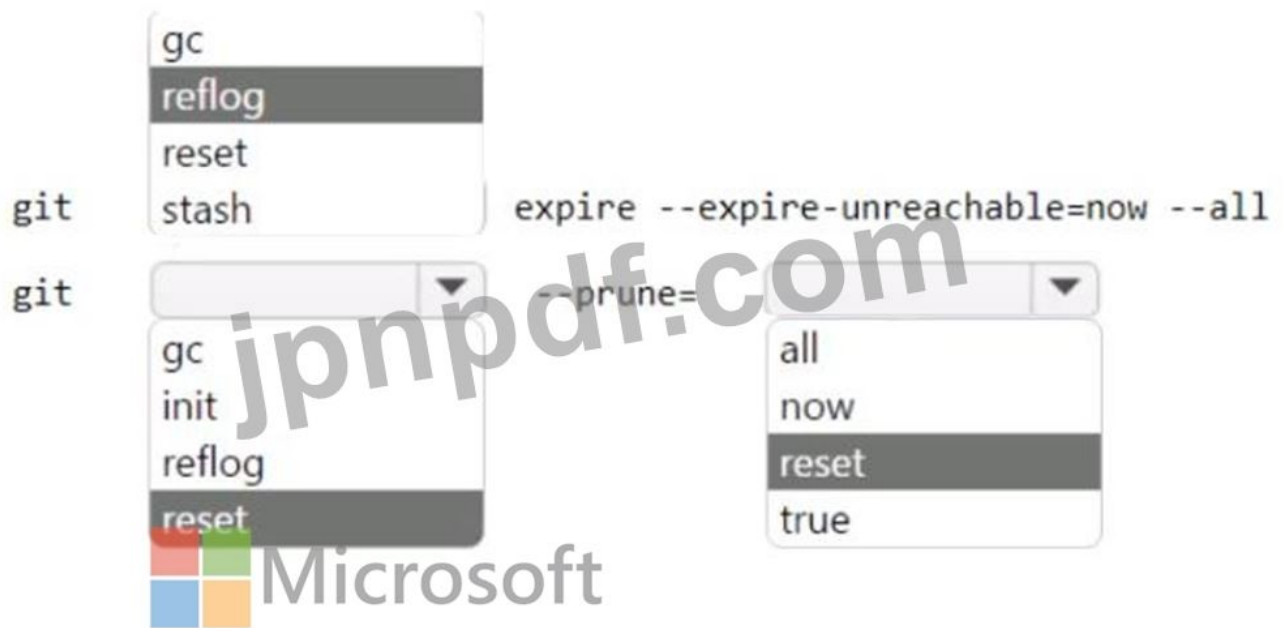 gc
reflog
reset
git stash expire --expire-unreachable=now --all
git --prune=
gc all
init now
reflog reset
reset true
jpnpdf.com
Microsoft